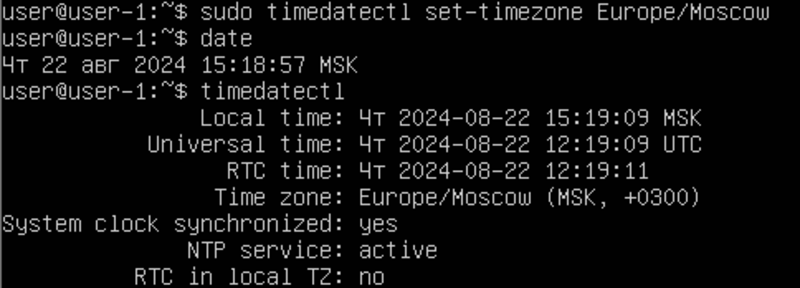 user@user-1:~$ sudo timedatectl set-timezone Europe/Moscow
user@user-1:~$ date
Чт 22 авг 2024 15:18:57 MSK
user@user-1:~$ timedatectl
Local time: Чт 2024-08-22 15:19:09 MSK
Universal time: Чт 2024-08-22 12:19:09 UTC
RTC time: Чт 2024-08-22 12:19:11
Time zone: Europe/Moscow (MSK, +0300)
System clock synchronized: yes
NTP service: active
RTC in local TZ: no